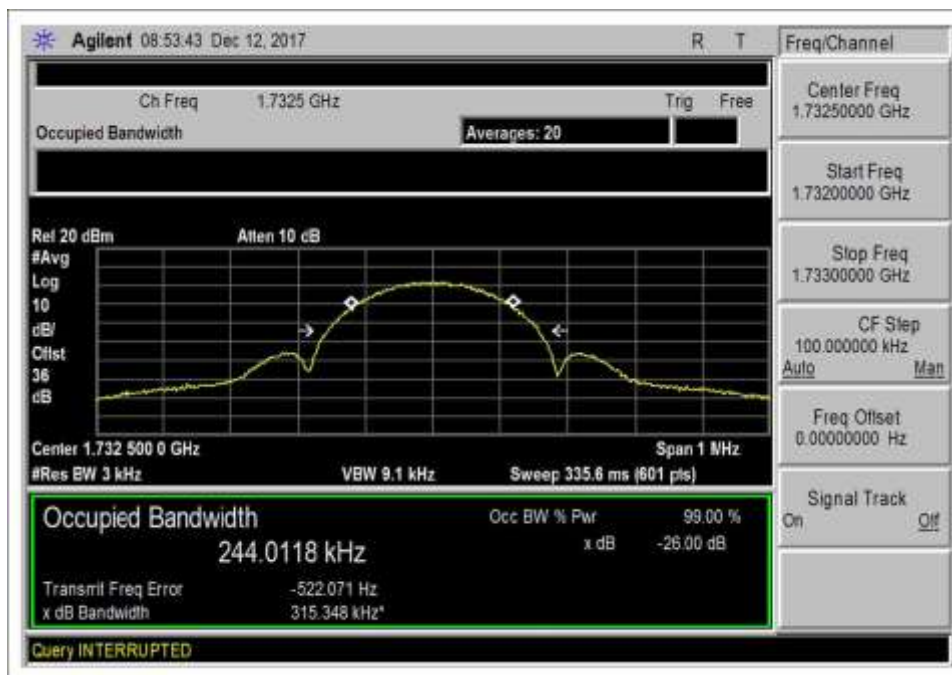 Agilent 08:53:43 Dec 12, 2017 R T
Freq/Channel
Ch Freq 1.7325 GHz Trig Free
Occupied Bandwidth Averages: 20
Center Freq
1.73250000 GHz
Start Freq
1.73200000 GHz
Stop Freq
1.73300000 GHz
CF Step
100.000000 kHz
Auto Man
Freq Offset
0.00000000 Hz
Signal Track
On Off
Ref 20 dBm Atten 10 dB
#Avg
Log
10
dB/
Offst
36
dB
Center 1.732 500 0 GHz Span 1 MHz
#Res BW 3 kHz VBW 9.1 kHz Sweep 335.6 ms (601 pts)
Occupied Bandwidth Occ BW % Pwr 99.00 %
244.0118 kHz x dB -26.00 dB
Transmit Freq Error -522.071 Hz
x dB Bandwidth 315.348 kHz*
Query INTERRUPTED